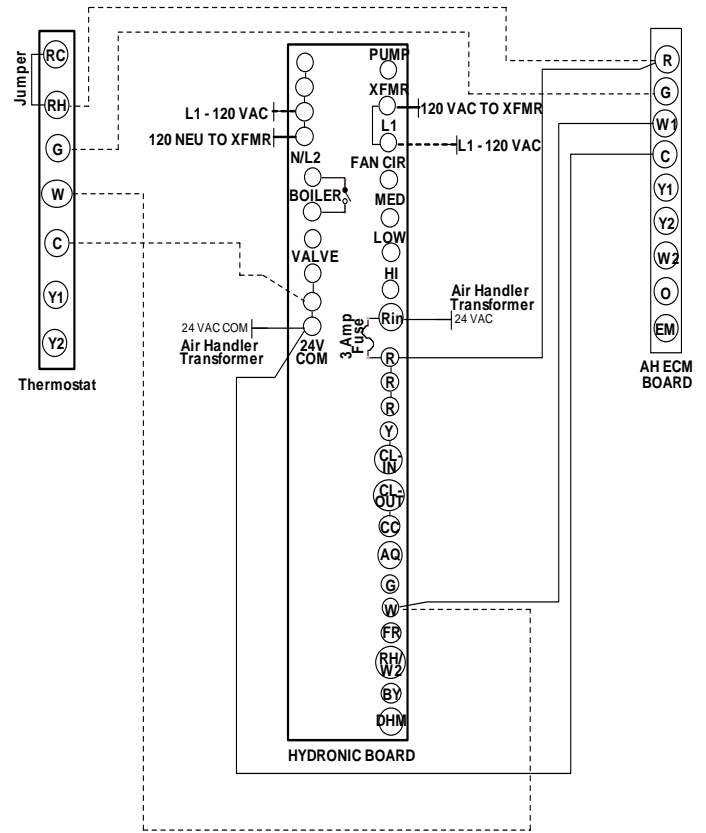 Jumper
RC
RH
G
W
C
Y1
Y2
Thermostat
PUMP
XFMR
L1 - 120 VAC
120 VAC TO XFMR
120 NEU TO XFMR
L1
L1 - 120 VAC
N/L2
FAN CIR
BOILER
MED
LOW
VALVE
HI
Rin
Air Handler
Transformer
24 VAC
24 VAC COM
Air Handler
Transformer
24V
COM
3 Amp
Fuse
R
R
R
Y
CL-
IN
CL-
OUT
CC
AQ
G
W
FR
RH/
W2
BY
DHM
HYDRONIC BOARD
R
G
W1
C
Y1
Y2
W2
O
EM
AH ECM
BOARD